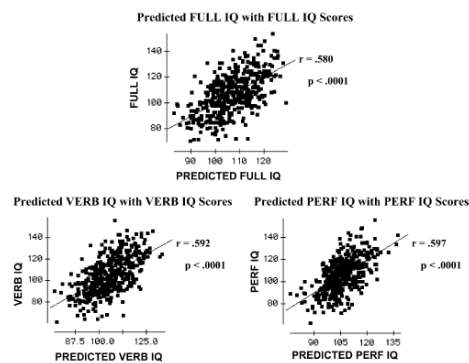 Predicted FULL IQ with FULL IQ Scores
140
120
100
80
FULL IQ
r = .580
p < .0001
90 100 110 120
PREDICTED FULL IQ
Predicted VERB IQ with VERB IQ Scores
140
120
100
80
VERB IQ
r = .592
p < .0001
87.5 100.0 125.0
PREDICTED VERB IQ
Predicted PERF IQ with PERF IQ Scores
140
120
100
80
PERF IQ
r = .597
p < .0001
90 105 120 135
PREDICTED PERF IQ